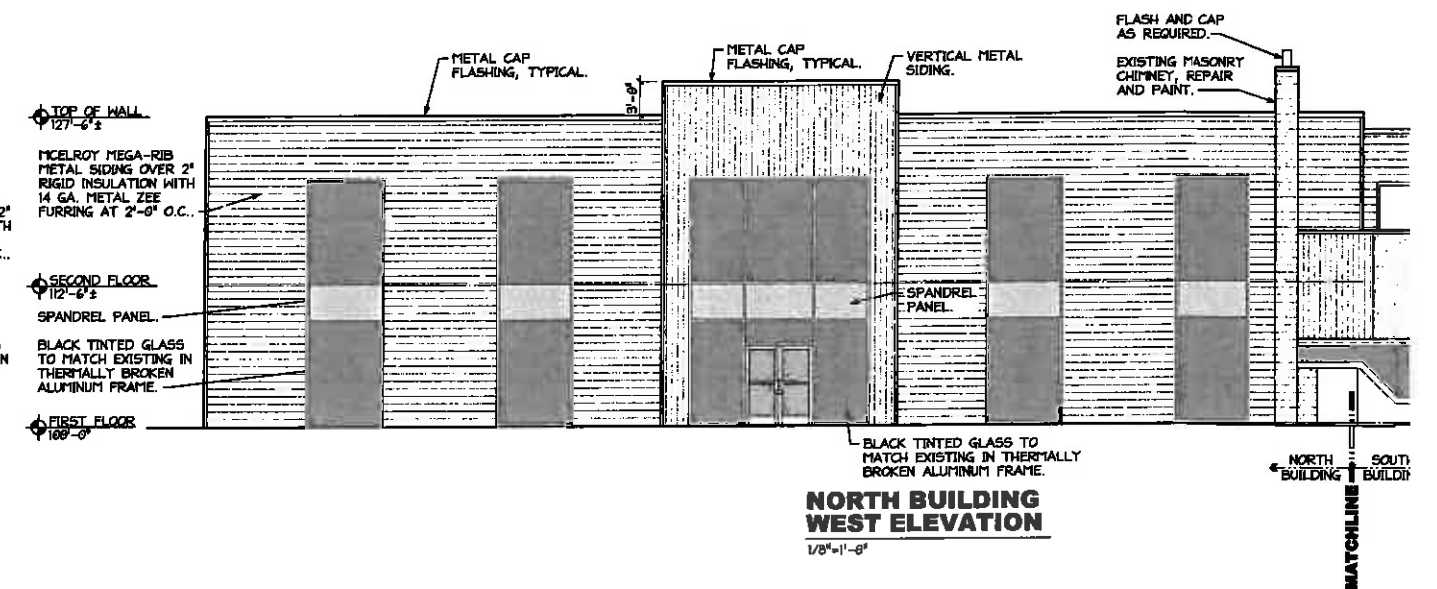 FLASH AND CAP
AS REQUIRED.
METAL CAP
FLASHING, TYPICAL.
METAL CAP
FLASHING, TYPICAL.
VERTICAL METAL
SIDING.
EXISTING MASONRY
CHIMNEY, REPAIR
AND PAINT.
3'-0"
TOP OF WALL
127'-6"±
MCELROY MEGA-RIB
METAL SIDING OVER 2"
RIGID INSULATION WITH
14 GA. METAL ZEE
FURRING AT 2'-0" O.C..
2"
TH
C..
SECOND FLOOR
112'-6"±
SPANDREL PANEL.
SPANDREL
PANEL.
BLACK TINTED GLASS
TO MATCH EXISTING IN
THERMALLY BROKEN
ALUMINUM FRAME.
EN
FIRST FLOOR
100'-0"
BLACK TINTED GLASS TO
MATCH EXISTING IN THERMALLY
BROKEN ALUMINUM FRAME.
NORTH
BUILDING
SOUTH
BUILDIN
MATCHLINE
NORTH BUILDING
WEST ELEVATION
1/8"=1'-0"